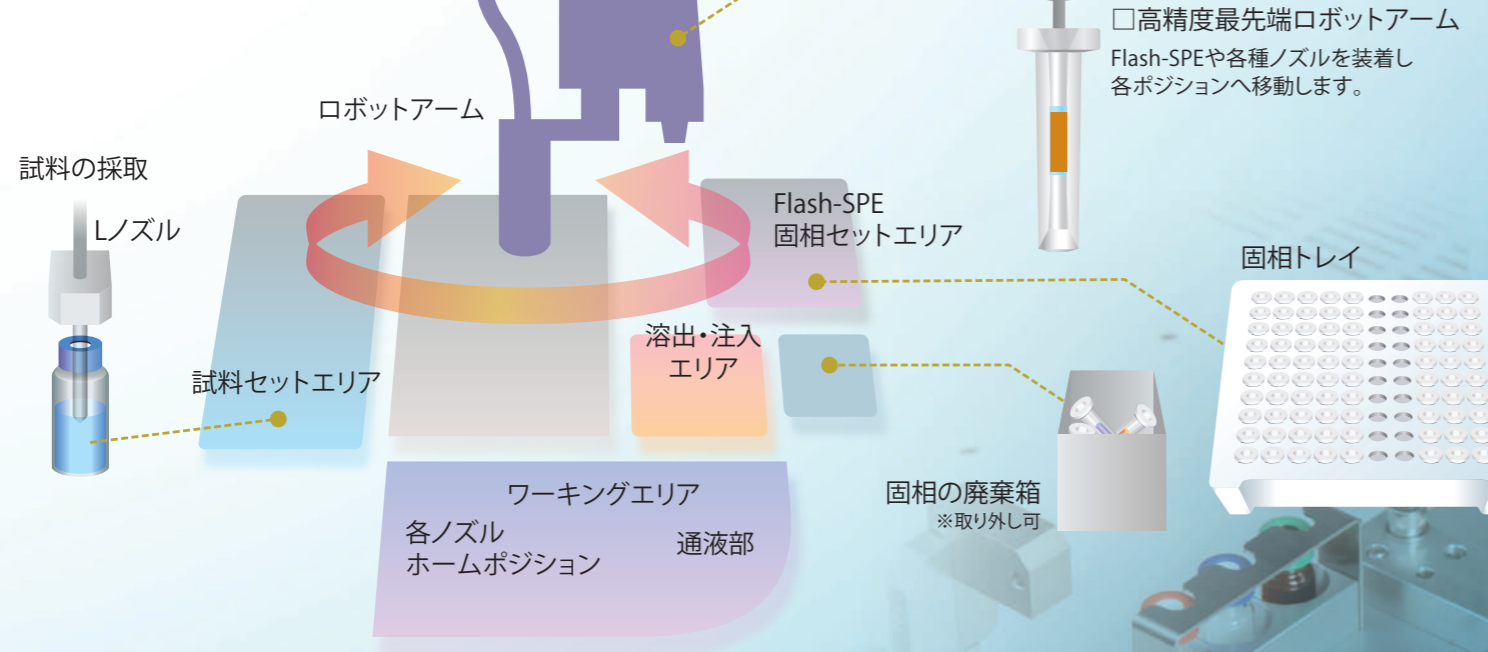 □高精度最先端ロボットアーム
Flash-SPEや各種ノズルを装着し
各ポジションへ移動します。
ロボットアーム
試料の採取
Lノズル
Flash-SPE
固相セットエリア
固相トレイ
溶出・注入
エリア
試料セットエリア
ワーキングエリア
各ノズル
ホームポジション
通液部
固相の廃棄箱
※取り外し可